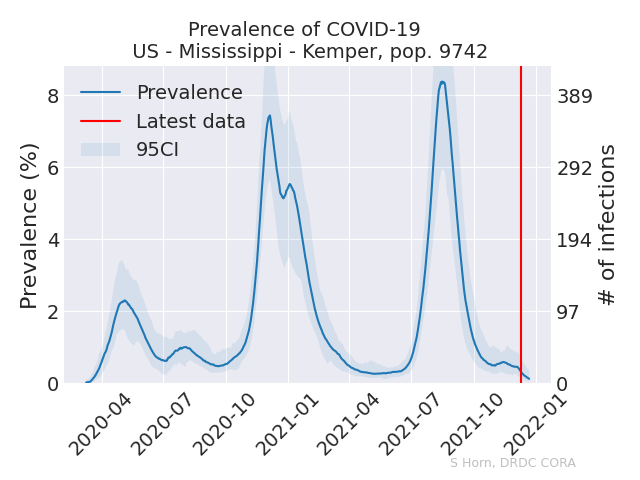 Prevalence of COVID-19
US - Mississippi - Kemper, pop. 9742
Prevalence
Latest data
95CI
Prevalence (%)
8
6
4
2
0
389
292
194
97
0
# of infections
2020-04
2020-07
2020-10
2021-01
2021-04
2021-07
2021-10
2022-01
S Horn, DRDC CORA